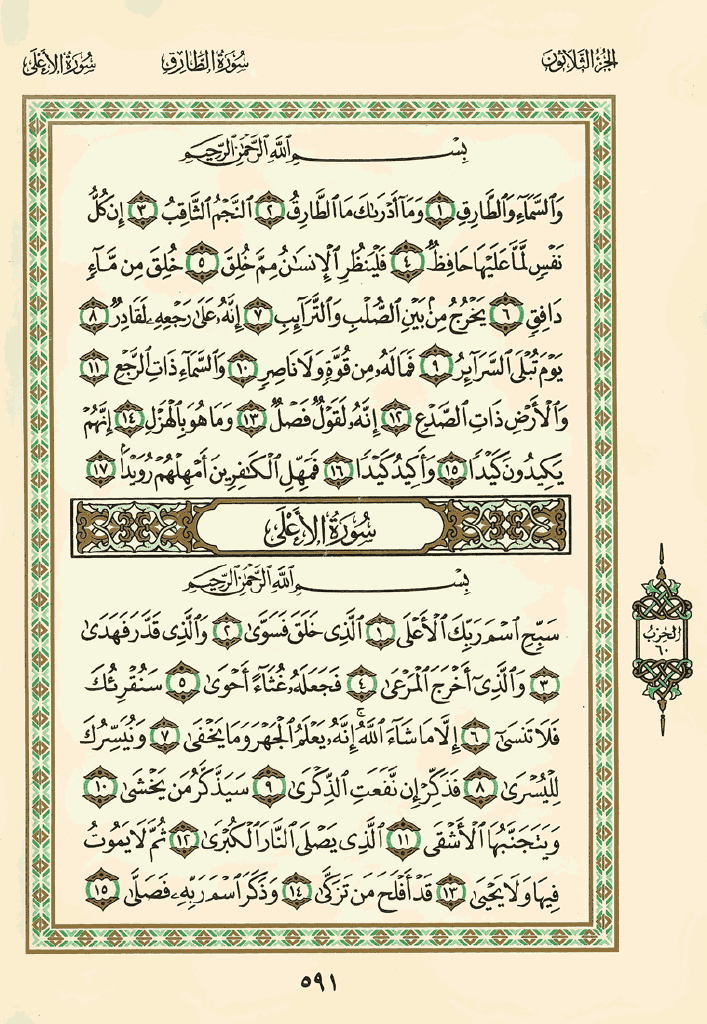 الجزء الثلاثون
سورة الطارق
سورة الأعلى
بِسْمِ ٱللَّهِ ٱلرَّحْمَٰنِ ٱلرَّحِيمِ
وَٱلسَّمَآءِ وَٱلطَّارِقِ ١ وَمَآ أَدْرَىٰكَ مَا ٱلطَّارِقُ ٢ ٱلنَّجْمُ ٱلثَّاقِبُ ٣ إِن كُلُّ
نَفْسٍ لَّمَّا عَلَيْهَا حَافِظٌ ٤ فَلْيَنظُرِ ٱلْإِنسَٰنُ مِمَّ خُلِقَ ٥ خُلِقَ مِن مَّآءٍ
دَافِقٍ ٦ يَخْرُجُ مِنۢ بَيْنِ ٱلصُّلْبِ وَٱلتَّرَآئِبِ ٧ إِنَّهُۥ عَلَىٰ رَجْعِهِۦ لَقَادِرٌ ٨
يَوْمَ تُبْلَى ٱلسَّرَآئِرُ ٩ فَمَا لَهُۥ مِن قُوَّةٍ وَلَا نَاصِرٍ ١٠ وَٱلسَّمَآءِ ذَاتِ ٱلرَّجْعِ ١١
وَٱلْأَرْضِ ذَاتِ ٱلصَّدْعِ ١٢ إِنَّهُۥ لَقَوْلٌ فَصْلٌ ١٣ وَمَا هُوَ بِٱلْهَزْلِ ١٤ إِنَّهُمْ
يَكِيدُونَ كَيْدًا ١٥ وَأَكِيدُ كَيْدًا ١٦ فَمَهِّلِ ٱلْكَٰفِرِينَ أَمْهِلْهُمْ رُوَيْدًۢا ١٧
سُورَةُ الأَعْلَى
بِسْمِ ٱللَّهِ ٱلرَّحْمَٰنِ ٱلرَّحِيمِ
سَبِّحِ ٱسْمَ رَبِّكَ ٱلْأَعْلَى ١ ٱلَّذِى خَلَقَ فَسَوَّىٰ ٢ وَٱلَّذِى قَدَّرَ فَهَدَىٰ
٣ وَٱلَّذِىٓ أَخْرَجَ ٱلْمَرْعَىٰ ٤ فَجَعَلَهُۥ غُثَآءً أَحْوَىٰ ٥ سَنُقْرِئُكَ
فَلَا تَنسَىٰٓ ٦ إِلَّا مَا شَآءَ ٱللَّهُ ۚ إِنَّهُۥ يَعْلَمُ ٱلْجَهْرَ وَمَا يَخْفَىٰ ٧ وَنُيَسِّرُكَ
لِلْيُسْرَىٰ ٨ فَذَكِّرْ إِن نَّفَعَتِ ٱلذِّكْرَىٰ ٩ سَيَذَّكَّرُ مَن يَخْشَىٰ ١٠
وَيَتَجَنَّبُهَا ٱلْأَشْقَى ١١ ٱلَّذِى يَصْلَى ٱلنَّارَ ٱلْكُبْرَىٰ ١٢ ثُمَّ لَا يَمُوتُ
فِيهَا وَلَا يَحْيَىٰ ١٣ قَدْ أَفْلَحَ مَن تَزَكَّىٰ ١٤ وَذَكَرَ ٱسْمَ رَبِّهِۦ فَصَلَّىٰ ١٥
الحزب
٦٠
٥٩١